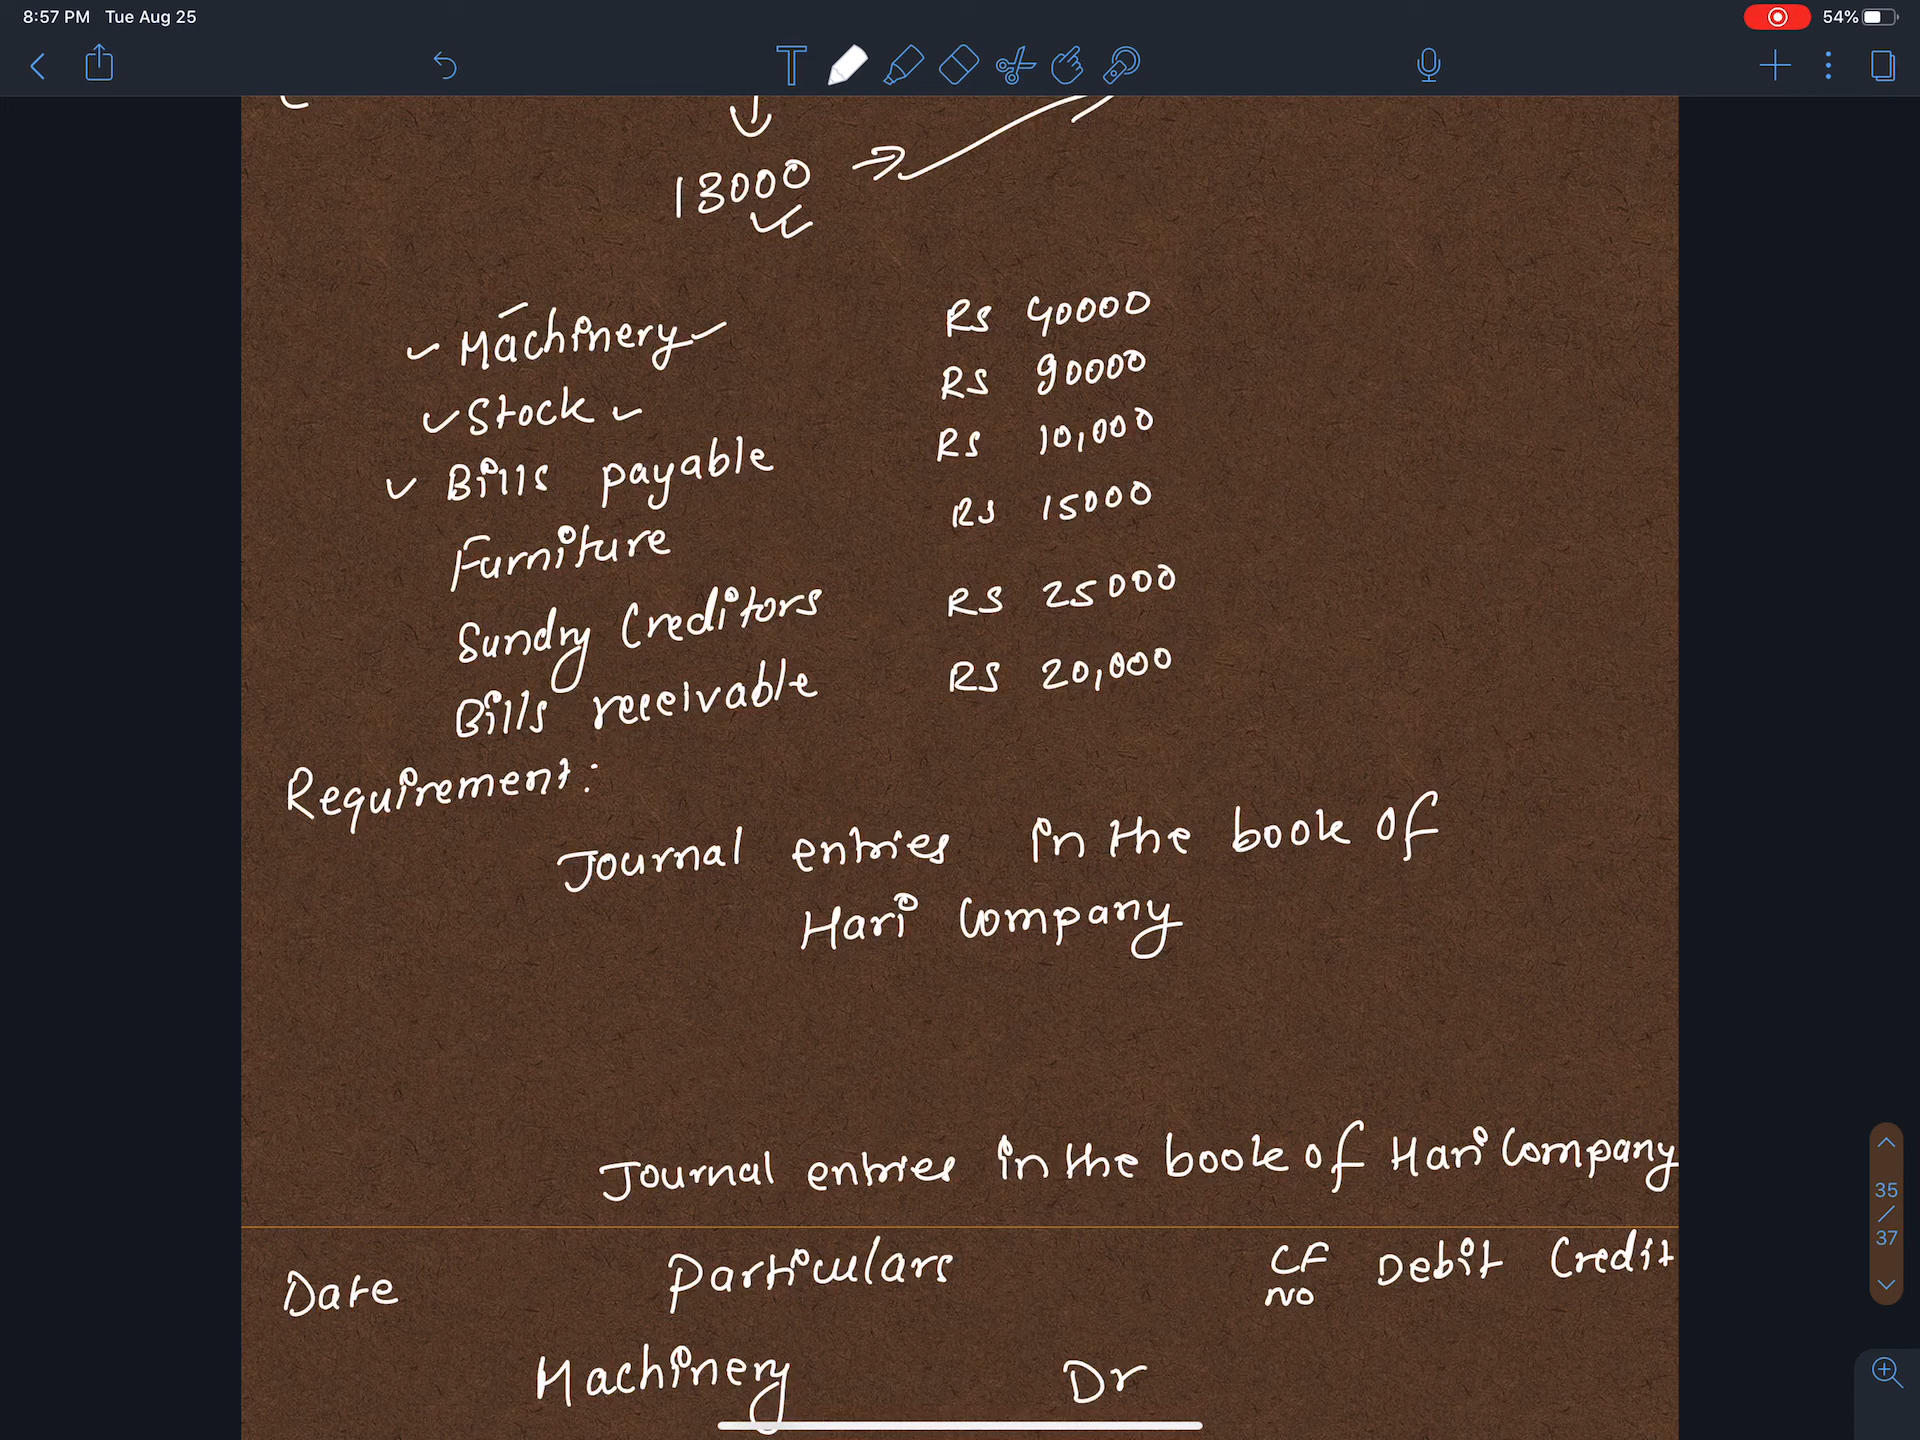 8:57 PM Tue Aug 25
54%
13000
Machinery Rs 40000
Stock Rs 90000
Bills payable Rs 10,000
Furniture Rs 15000
Sundry Creditors Rs 25000
Bills receivable Rs 20,000
Requirement:
Journal entries in the book of
Hari Company
Journal entries in the book of Hari Company
Date Particulars CF NO Debit Credit
Machinery Dr
35
/
37